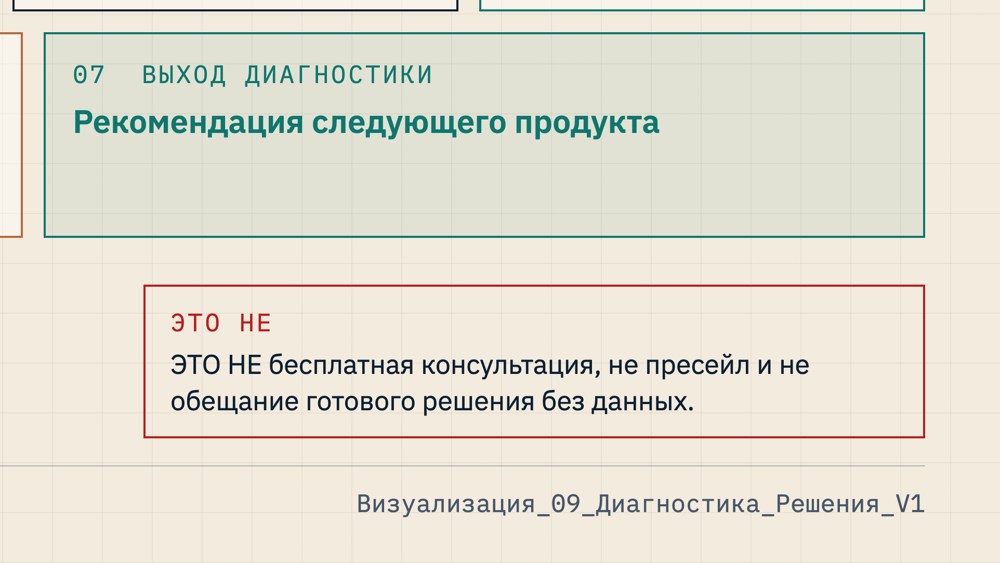 07 ВЫХОД ДИАГНОСТИКИ
Рекомендация следующего продукта
ЭТО НЕ
ЭТО НЕ бесплатная консультация, не пресейл и не
обещание готового решения без данных.
Визуализация_09_Диагностика_Решения_V1